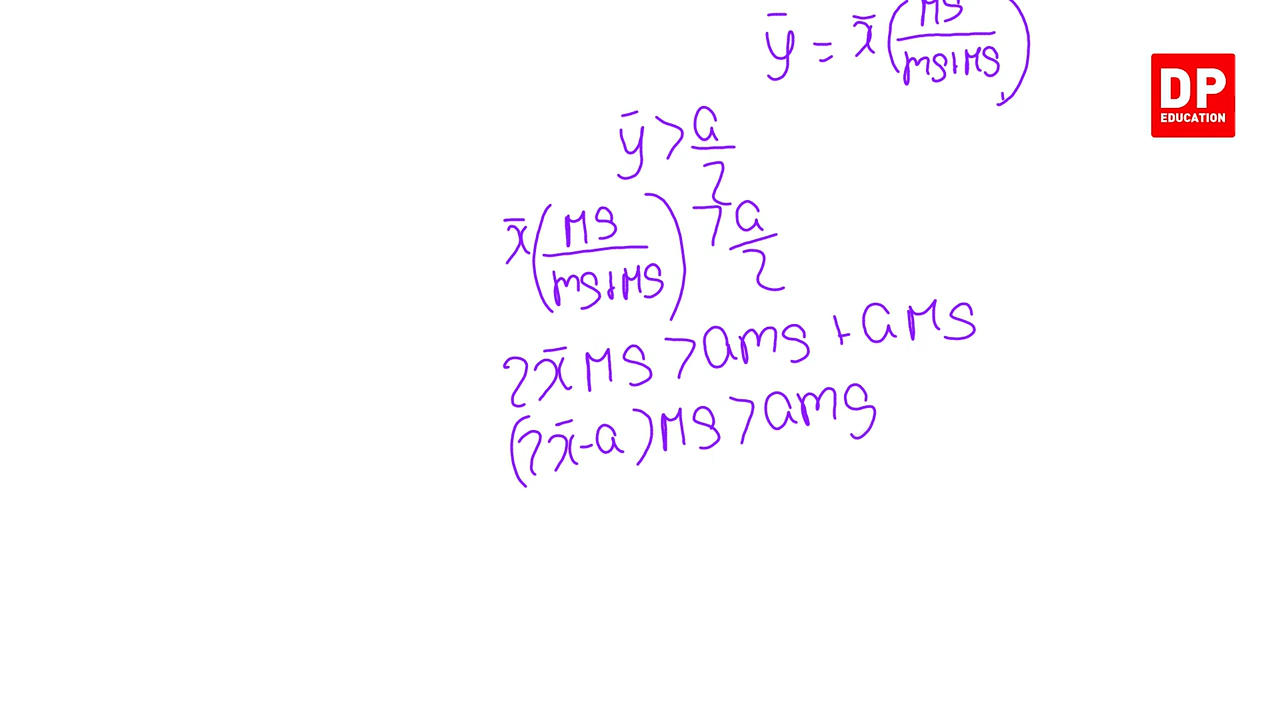 ȳ = x̄ (MS / mS+MS)
DP
EDUCATION
ȳ > a/2
x̄ (MS / mS+MS) > a/2
2x̄ MS > amS + aMS
(2x̄ - a) MS > amS